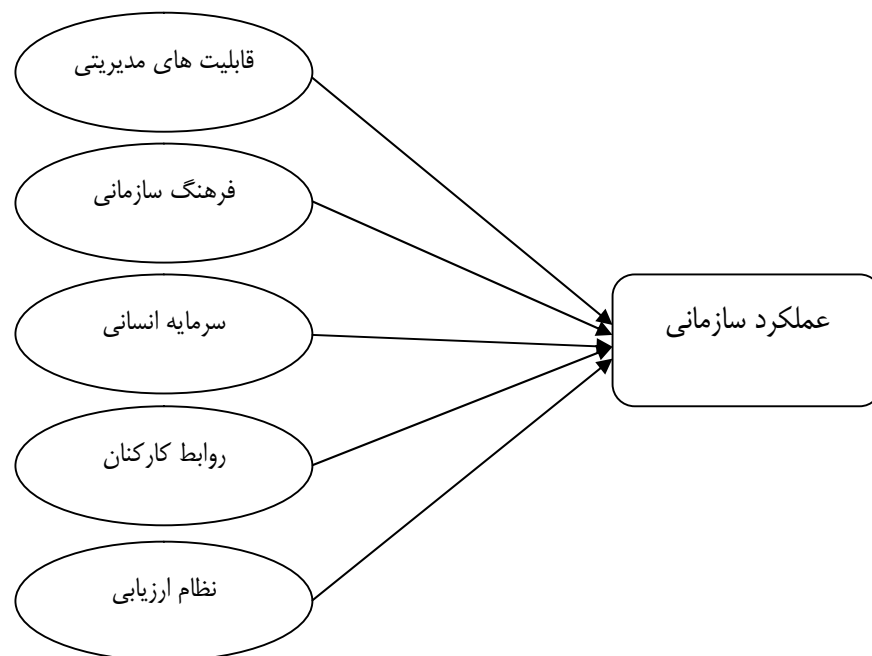 قابلیت های مدیریتی
فرهنگ سازمانی
سرمایه انسانی
عملکرد سازمانی
روابط کارکنان
نظام ارزیابی